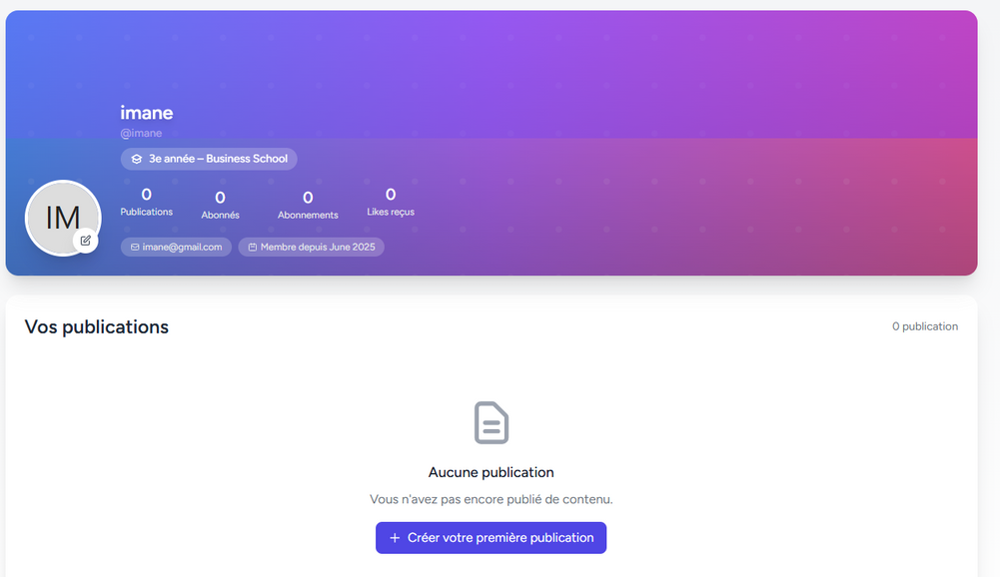 imane
@imane
3e année – Business School
IM
0 0 0 0
Publications Abonnés Abonnements Likes reçus
imane@gmail.com Membre depuis June 2025
Vos publications 0 publication
Aucune publication
Vous n'avez pas encore publié de contenu.
Créer votre première publication